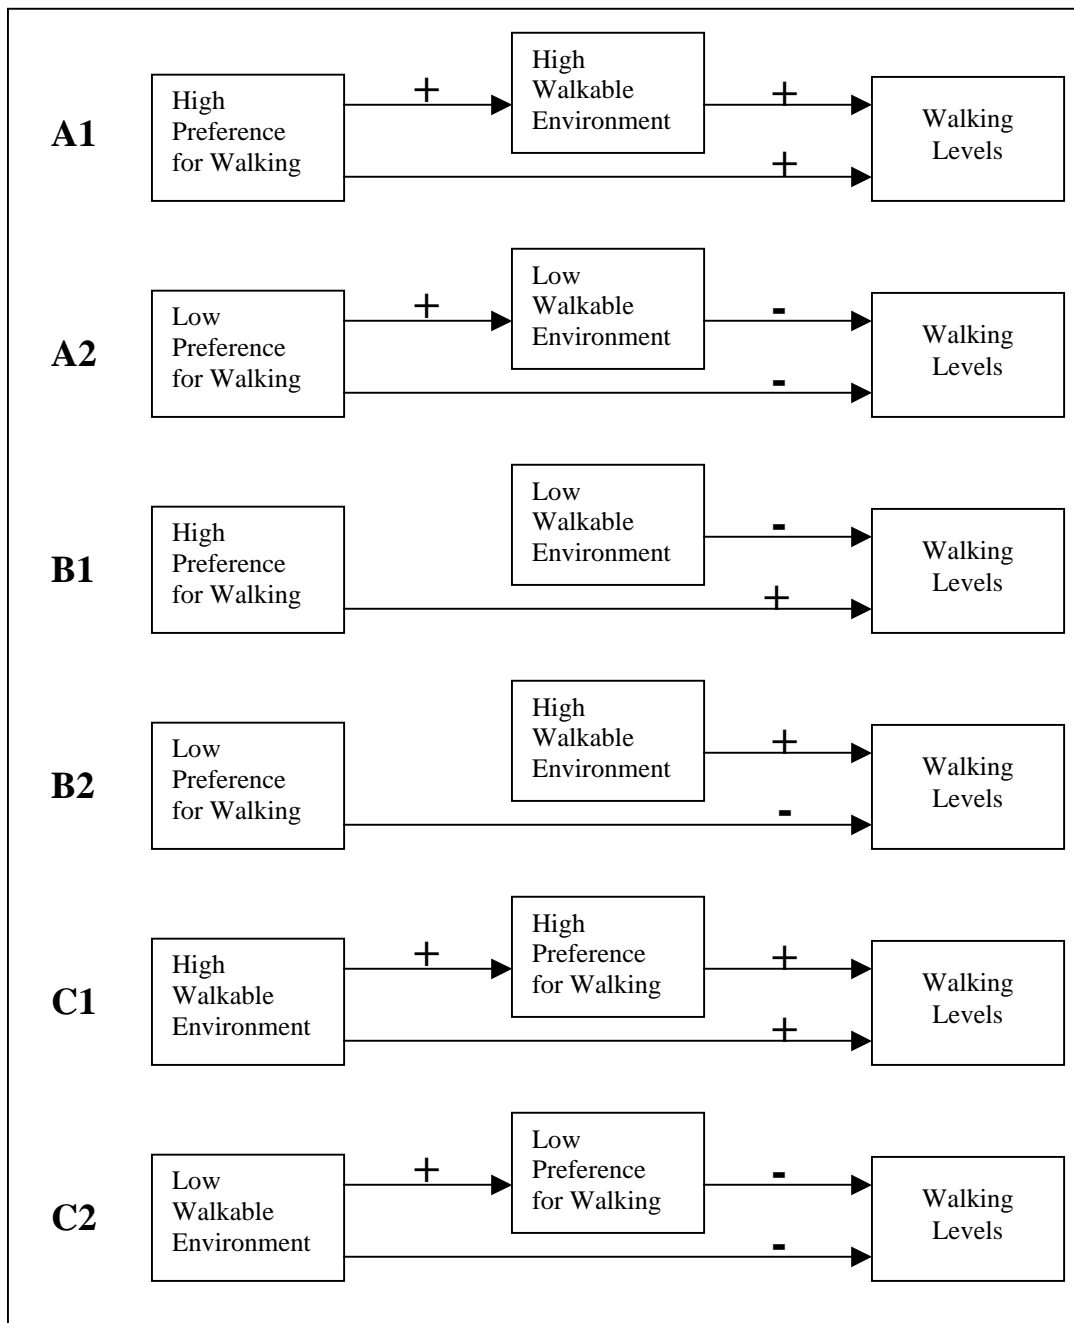 A1
High
Preference
for Walking
+
High
Walkable
Environment
+
+
Walking
Levels
A2
Low
Preference
for Walking
+
Low
Walkable
Environment
-
-
Walking
Levels
B1
High
Preference
for Walking
Low
Walkable
Environment
-
+
Walking
Levels
B2
Low
Preference
for Walking
High
Walkable
Environment
+
-
Walking
Levels
C1
High
Walkable
Environment
+
High
Preference
for Walking
+
+
Walking
Levels
C2
Low
Walkable
Environment
+
Low
Preference
for Walking
-
-
Walking
Levels